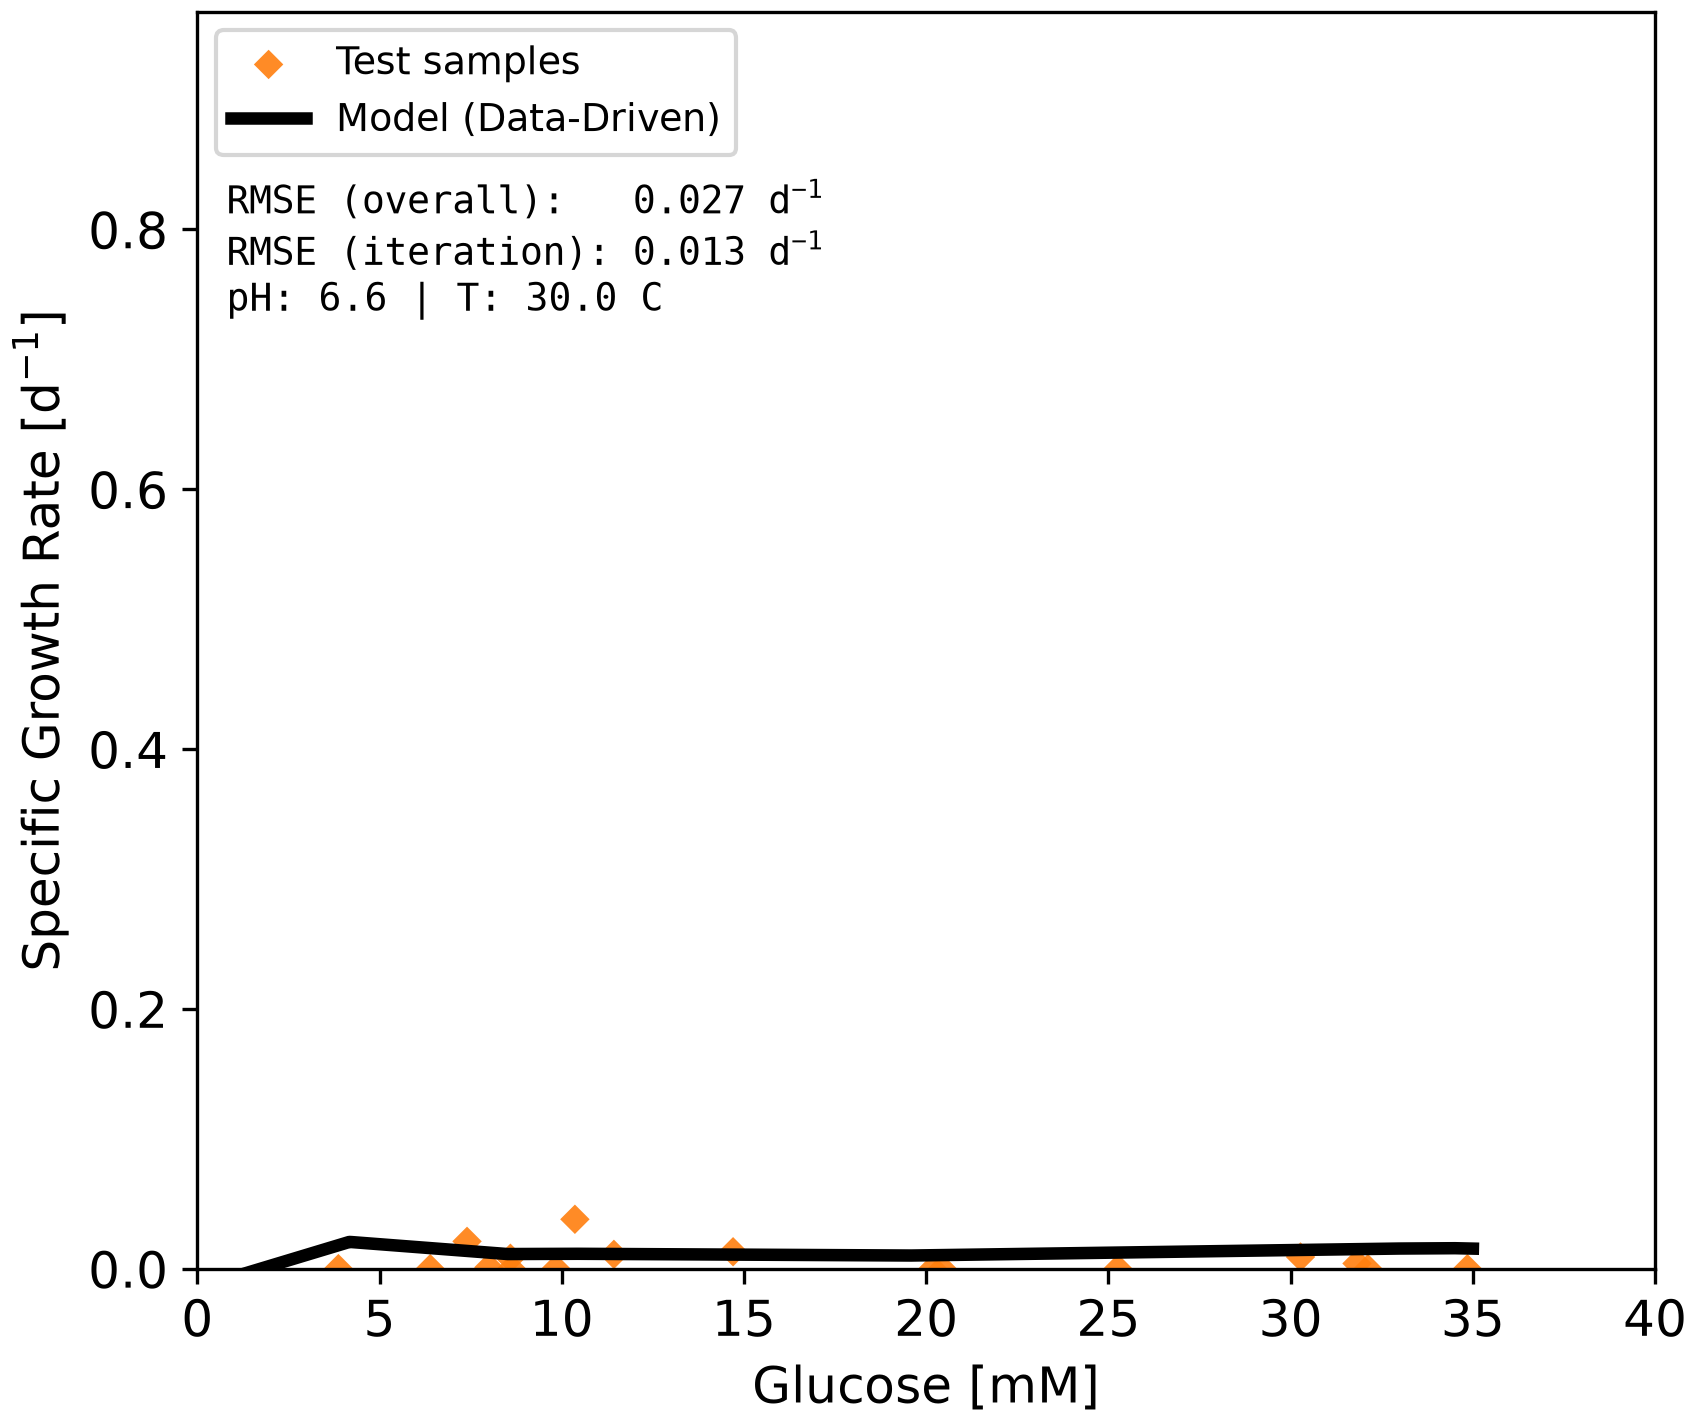 Test samples
Model (Data-Driven)
RMSE (overall): 0.027 d⁻¹
RMSE (iteration): 0.013 d⁻¹
pH: 6.6 | T: 30.0 C
Specific Growth Rate [d⁻¹]
0.8
0.6
0.4
0.2
0.0
0 5 10 15 20 25 30 35 40
Glucose [mM]